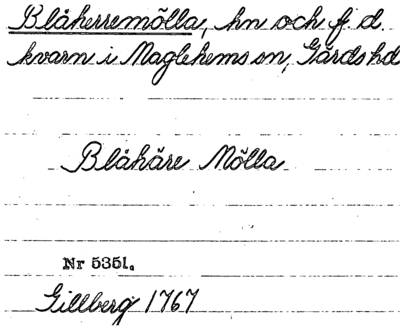 Blåherremölla, hn och f. d.
kvarn i Maglehems sn, Gärds hd
Blåhäre Mölla
Nr 5351.
Gillberg 1767